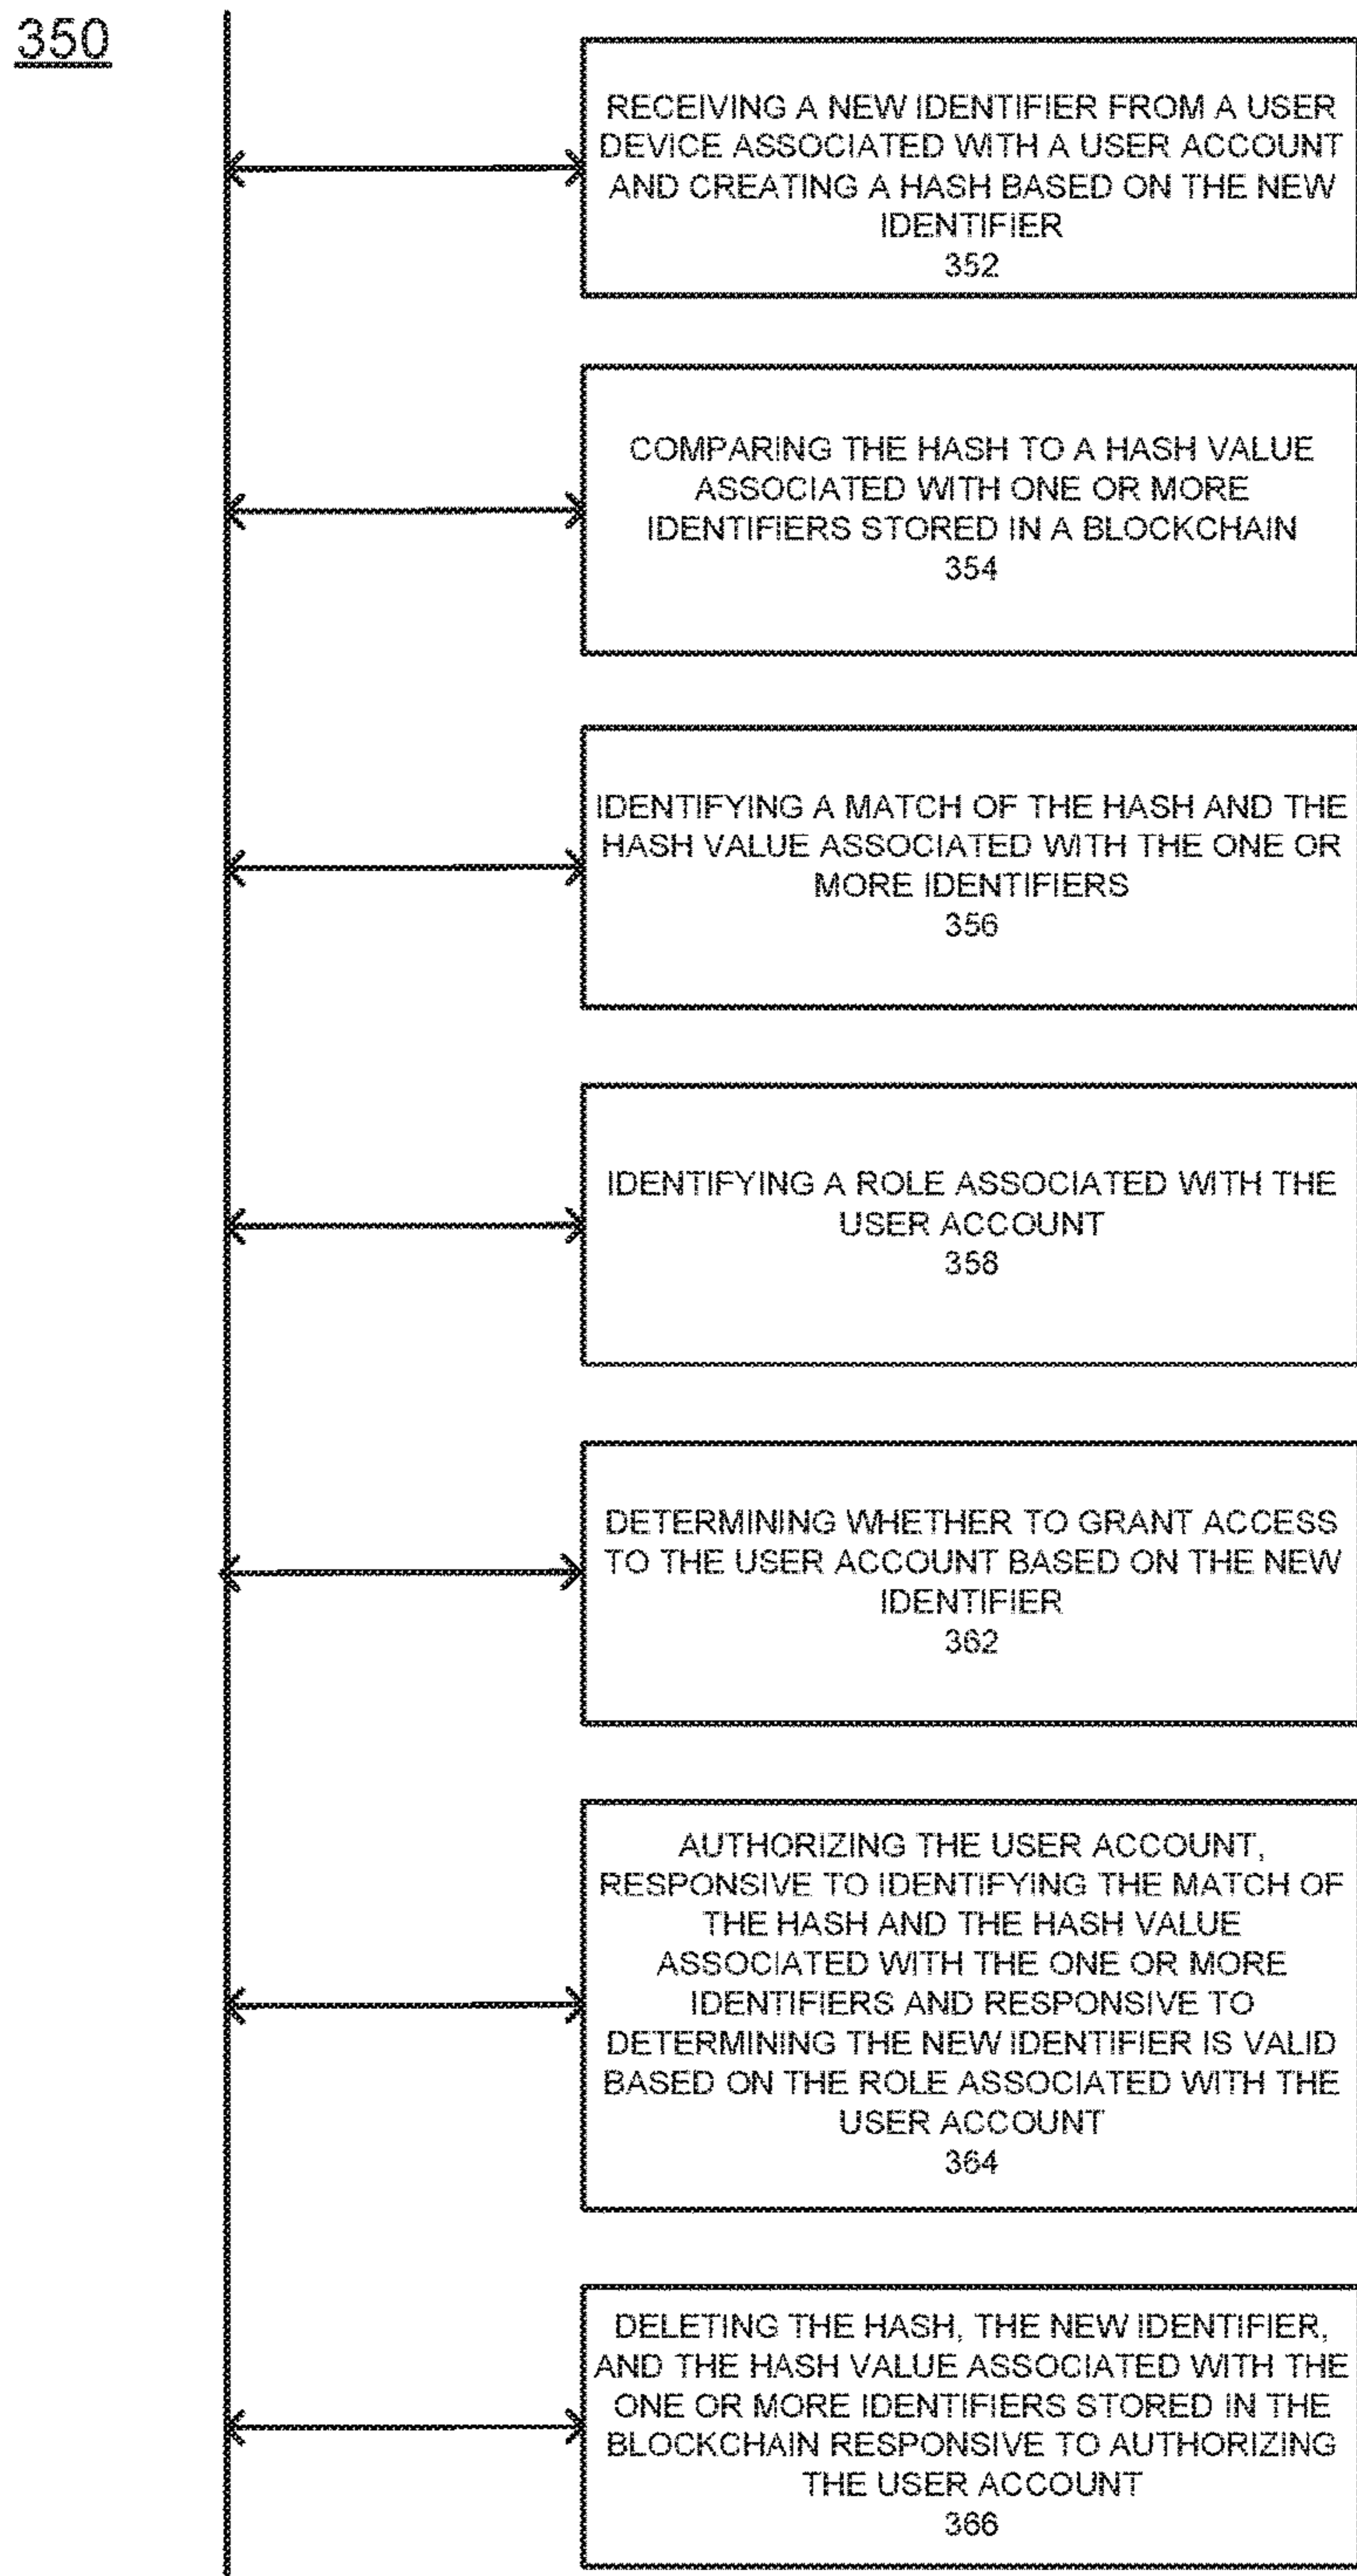 350
RECEIVING A NEW IDENTIFIER FROM A USER
DEVICE ASSOCIATED WITH A USER ACCOUNT
AND CREATING A HASH BASED ON THE NEW
IDENTIFIER
352
COMPARING THE HASH TO A HASH VALUE
ASSOCIATED WITH ONE OR MORE
IDENTIFIERS STORED IN A BLOCKCHAIN
354
IDENTIFYING A MATCH OF THE HASH AND THE
HASH VALUE ASSOCIATED WITH THE ONE OR
MORE IDENTIFIERS
356
IDENTIFYING A ROLE ASSOCIATED WITH THE
USER ACCOUNT
358
DETERMINING WHETHER TO GRANT ACCESS
TO THE USER ACCOUNT BASED ON THE NEW
IDENTIFIER
362
AUTHORIZING THE USER ACCOUNT,
RESPONSIVE TO IDENTIFYING THE MATCH OF
THE HASH AND THE HASH VALUE
ASSOCIATED WITH THE ONE OR MORE
IDENTIFIERS AND RESPONSIVE TO
DETERMINING THE NEW IDENTIFIER IS VALID
BASED ON THE ROLE ASSOCIATED WITH THE
USER ACCOUNT
364
DELETING THE HASH, THE NEW IDENTIFIER,
AND THE HASH VALUE ASSOCIATED WITH THE
ONE OR MORE IDENTIFIERS STORED IN THE
BLOCKCHAIN RESPONSIVE TO AUTHORIZING
THE USER ACCOUNT
366